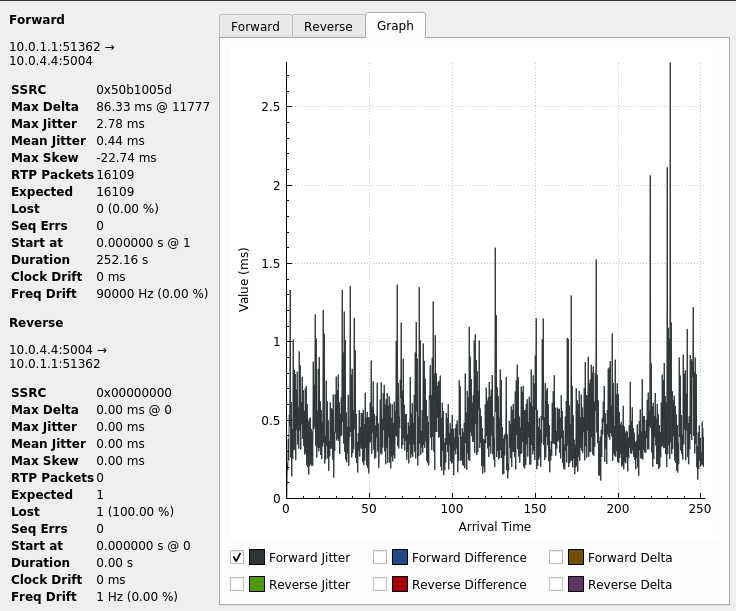 Forward
10.0.1.1:51362 →
10.0.4.4:5004
SSRC 0x50b1005d
Max Delta 86.33 ms @ 11777
Max Jitter 2.78 ms
Mean Jitter 0.44 ms
Max Skew -22.74 ms
RTP Packets 16109
Expected 16109
Lost 0 (0.00 %)
Seq Errs 0
Start at 0.000000 s @ 1
Duration 252.16 s
Clock Drift 0 ms
Freq Drift 90000 Hz (0.00 %)
Reverse
10.0.4.4:5004 →
10.0.1.1:51362
SSRC 0x00000000
Max Delta 0.00 ms @ 0
Max Jitter 0.00 ms
Mean Jitter 0.00 ms
Max Skew 0.00 ms
RTP Packets 0
Expected 1
Lost 1 (100.00 %)
Seq Errs 0
Start at 0.000000 s @ 0
Duration 0.00 s
Clock Drift 0 ms
Freq Drift 1 Hz (0.00 %)
Forward Reverse Graph
Value (ms)
2.5
2
1.5
1
0.5
0
0 50 100 150 200 250
Arrival Time
Forward Jitter Forward Difference Forward Delta
Reverse Jitter Reverse Difference Reverse Delta